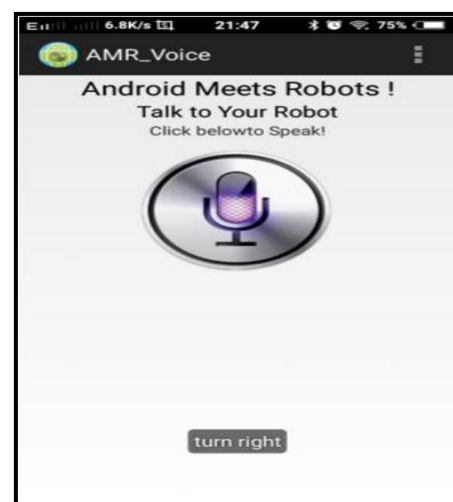 E 6.8K/s 21:47 75%
AMR_Voice
Android Meets Robots !
Talk to Your Robot
Click belowto Speak!
turn right